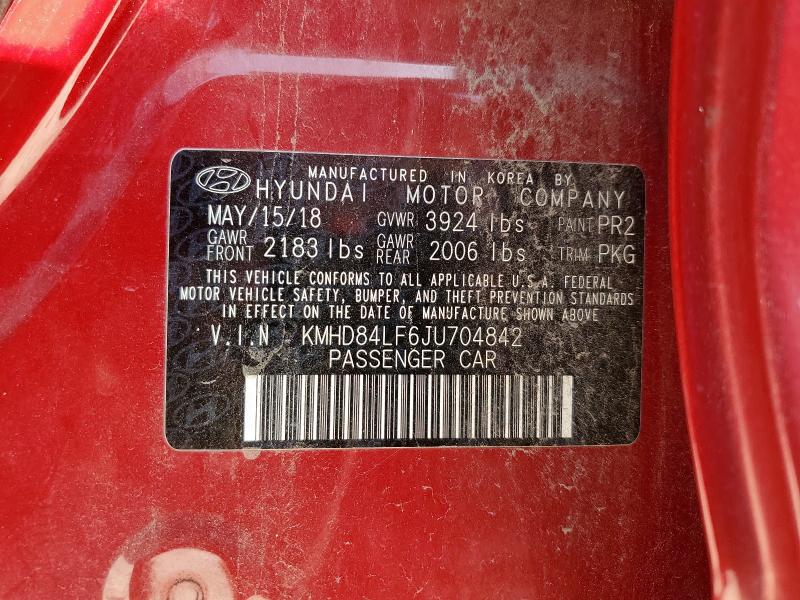 MANUFACTURED IN KOREA BY
HYUNDAI MOTOR COMPANY
MAY/15/18 GVWR 3924 lbs PAINT PR2
GAWR FRONT 2183 lbs GAWR REAR 2006 lbs TRIM PKG
THIS VEHICLE CONFORMS TO ALL APPLICABLE U.S.A. FEDERAL
MOTOR VEHICLE SAFETY, BUMPER, AND THEFT PREVENTION STANDARDS
IN EFFECT ON THE DATE OF MANUFACTURE SHOWN ABOVE.
V.I.N KMHD84LF6JU704842
PASSENGER CAR